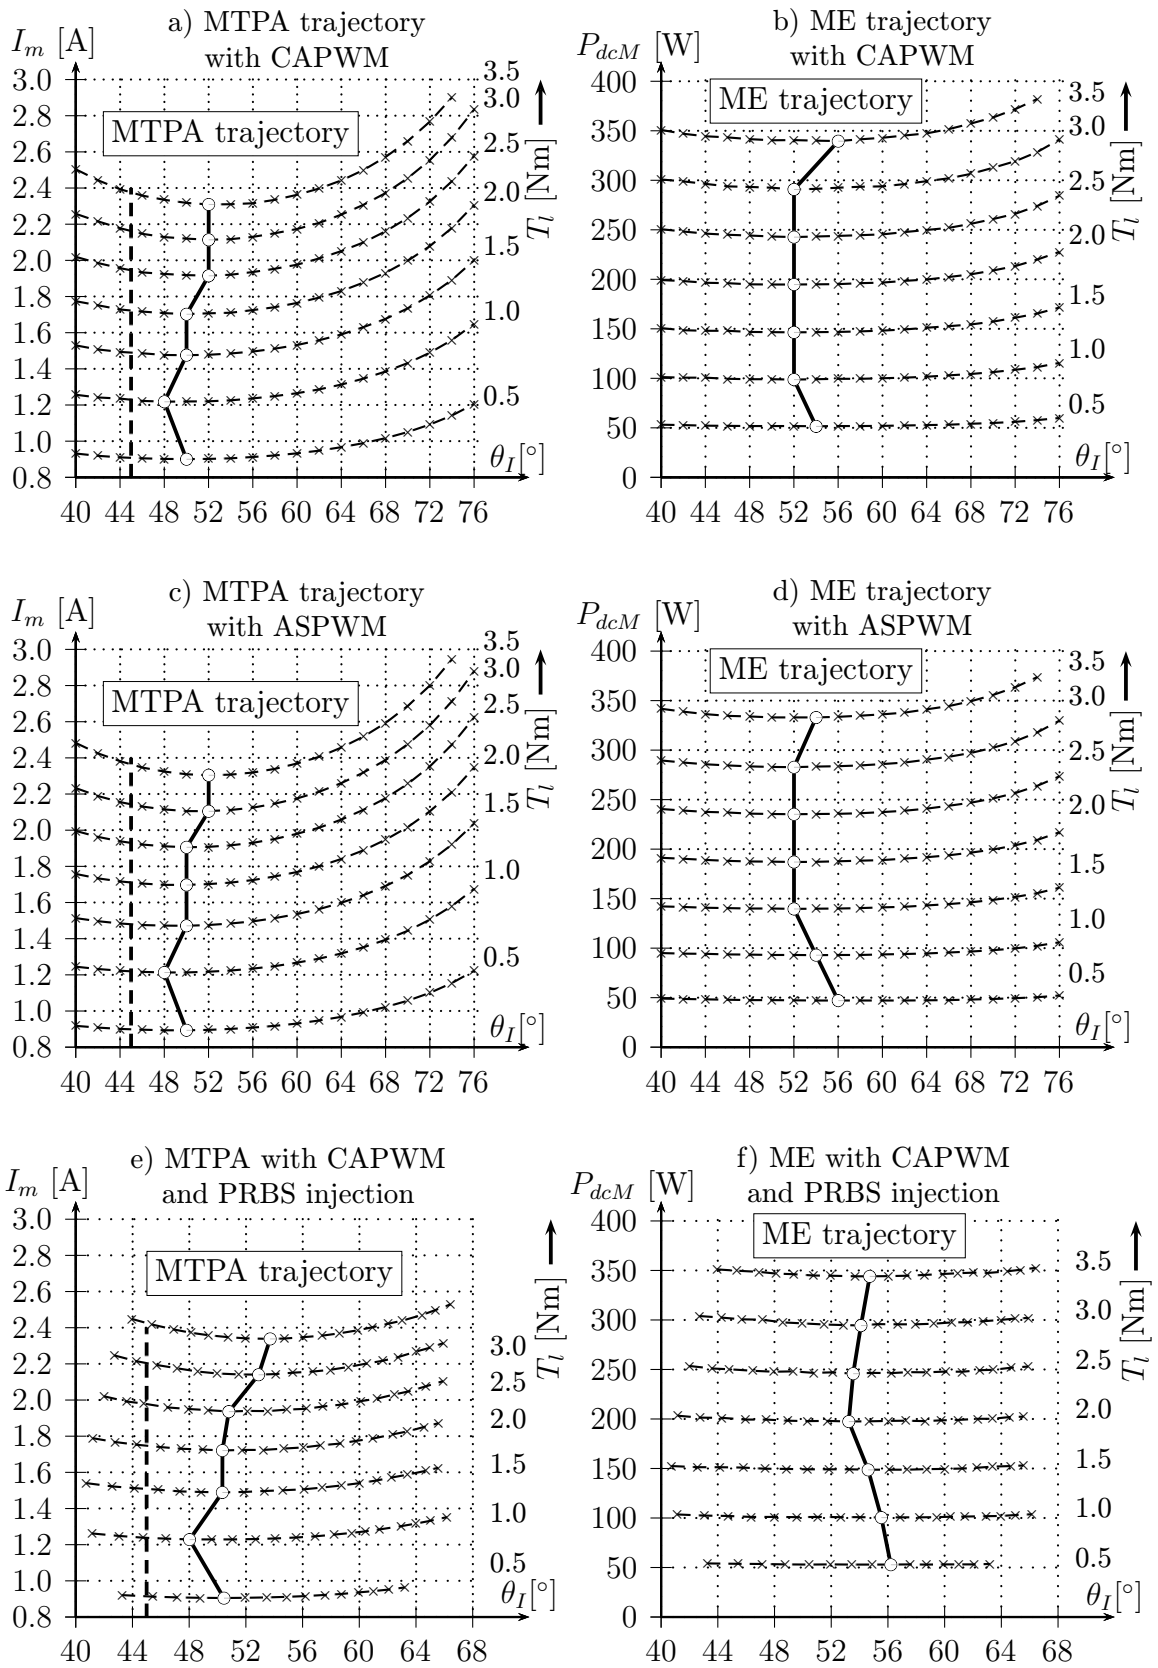 a) MTPA trajectory
with CAPWM
I_m [A]
3.0
2.8
2.6
2.4
2.2
2.0
1.8
1.6
1.4
1.2
1.0
0.8
MTPA trajectory
3.5
3.0
2.5
2.0
1.5
1.0
0.5
T_l [Nm]
θ_I[°]
40 44 48 52 56 60 64 68 72 76
b) ME trajectory
with CAPWM
P_dcM [W]
400
350
300
250
200
150
100
50
0
ME trajectory
3.5
3.0
2.5
2.0
1.5
1.0
0.5
T_l [Nm]
θ_I[°]
40 44 48 52 56 60 64 68 72 76
c) MTPA trajectory
with ASPWM
I_m [A]
3.0
2.8
2.6
2.4
2.2
2.0
1.8
1.6
1.4
1.2
1.0
0.8
MTPA trajectory
3.5
3.0
2.5
2.0
1.5
1.0
0.5
T_l [Nm]
θ_I[°]
40 44 48 52 56 60 64 68 72 76
d) ME trajectory
with ASPWM
P_dcM [W]
400
350
300
250
200
150
100
50
0
ME trajectory
3.5
3.0
2.5
2.0
1.5
1.0
0.5
T_l [Nm]
θ_I[°]
40 44 48 52 56 60 64 68 72 76
e) MTPA with CAPWM
and PRBS injection
I_m [A]
3.0
2.8
2.6
2.4
2.2
2.0
1.8
1.6
1.4
1.2
1.0
0.8
MTPA trajectory
3.0
2.5
2.0
1.5
1.0
0.5
T_l [Nm]
θ_I[°]
40 44 48 52 56 60 64 68
f) ME with CAPWM
and PRBS injection
P_dcM [W]
400
350
300
250
200
150
100
50
0
ME trajectory
3.5
3.0
2.5
2.0
1.5
1.0
0.5
T_l [Nm]
θ_I[°]
40 44 48 52 56 60 64 68